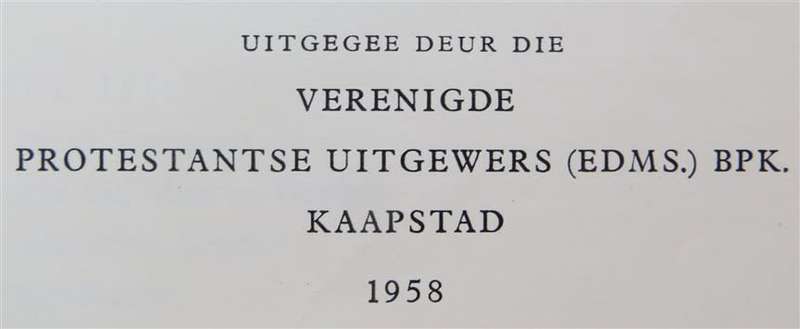 UITGEGEE DEUR DIE
VERENIGDE
PROTESTANTSE UITGEWERS (EDMS.) BPK.
KAAPSTAD
1958